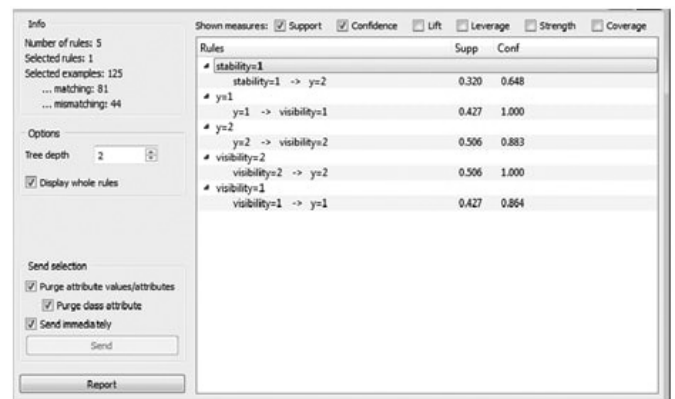 Info
Number of rules: 5
Selected rules: 1
Selected examples: 125
... matching: 81
... mismatching: 44
Options
Tree depth 2
Display whole rules
Send selection
Purge attribute values/attributes
Purge class attribute
Send immediately
Send
Report
Shown measures: Support Confidence Lift Leverage Strength Coverage
Rules Supp Conf
stability=1
stability=1 -> y=2 0.320 0.648
y=1
y=1 -> visibility=1 0.427 1.000
y=2
y=2 -> visibility=2 0.506 0.883
visibility=2
visibility=2 -> y=2 0.506 1.000
visibility=1
visibility=1 -> y=1 0.427 0.864